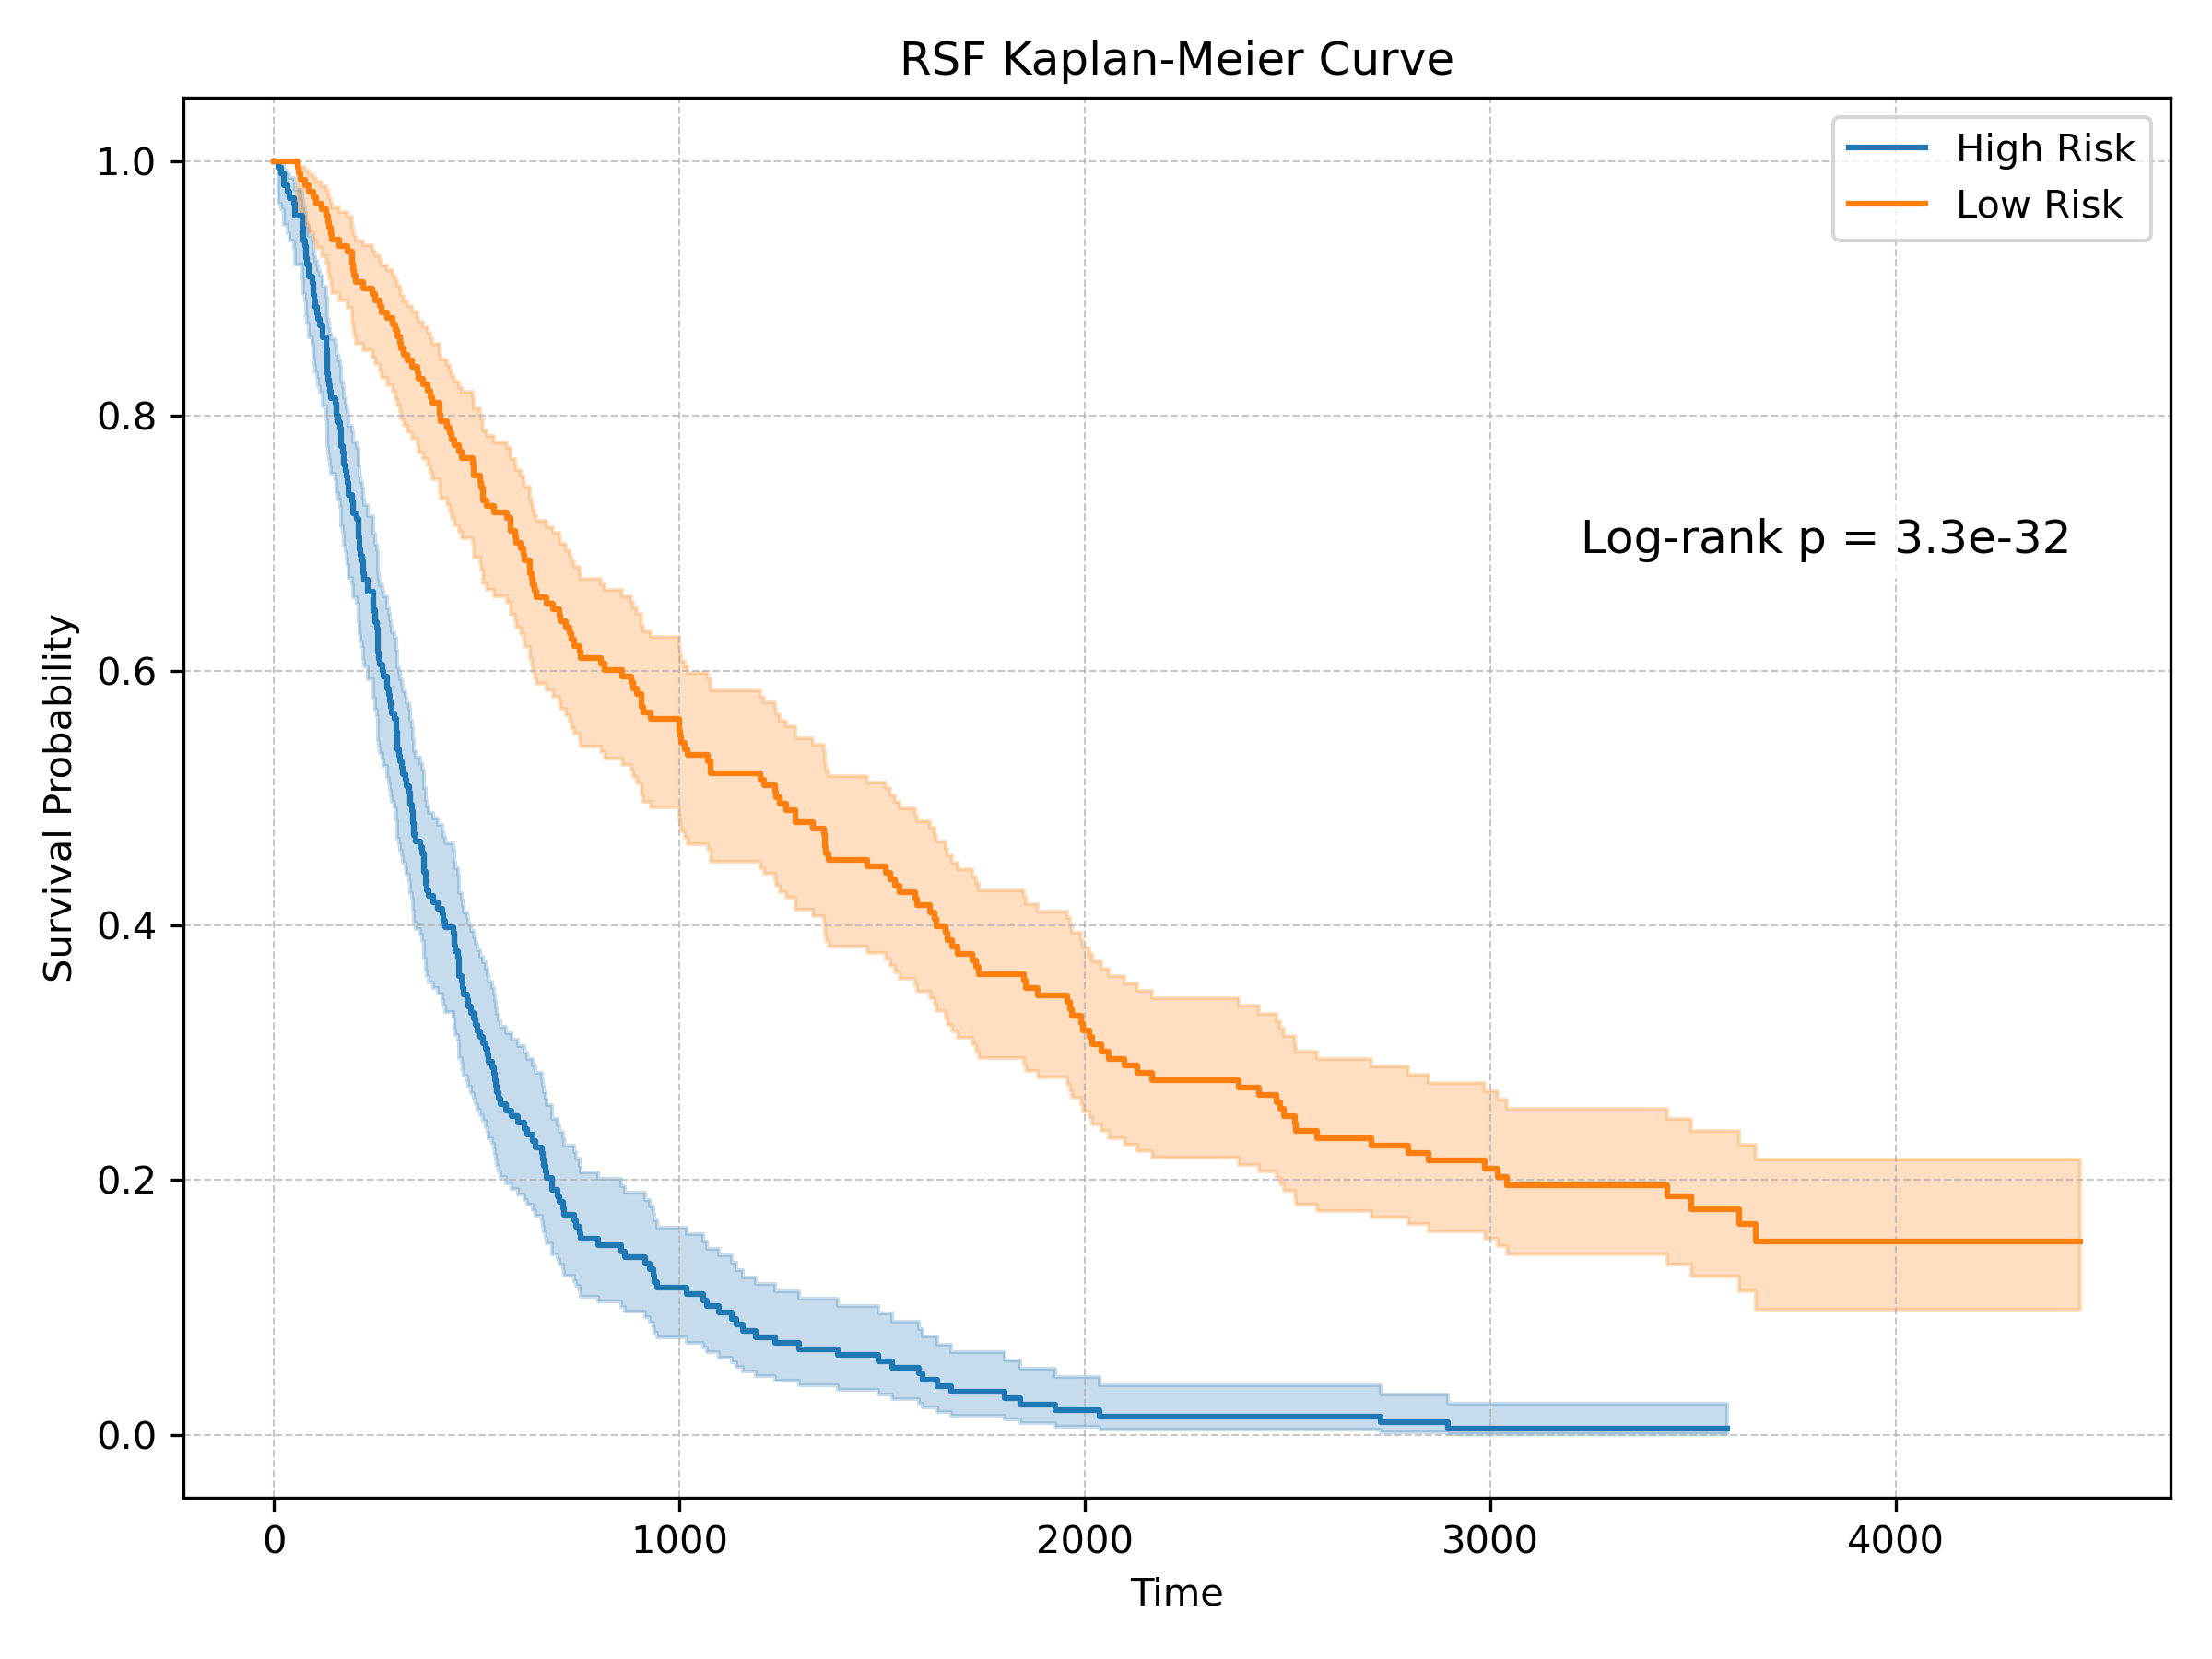 RSF Kaplan-Meier Curve
High Risk
Low Risk
Log-rank p = 3.3e-32
Survival Probability
1.0
0.8
0.6
0.4
0.2
0.0
0 1000 2000 3000 4000
Time